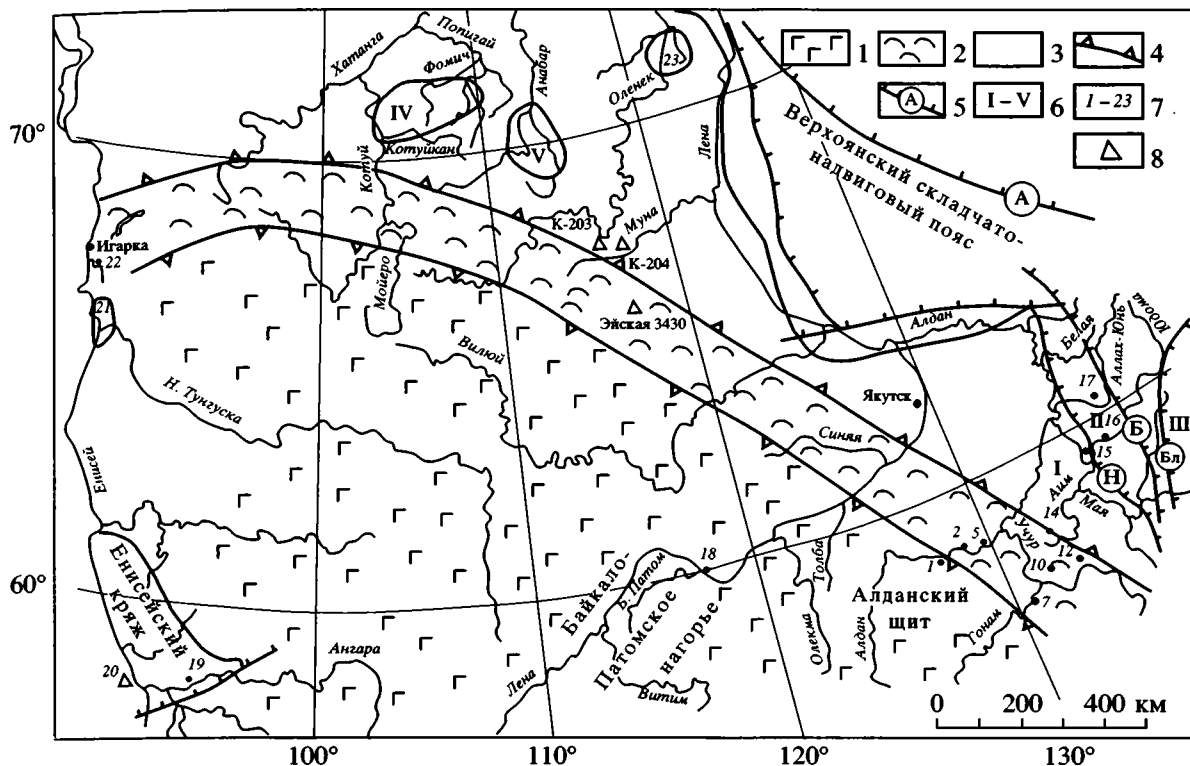 Хатанга
Попигай
Фомич
Анабар
Оленек
23
Лена
IV
V
Котуй
Котуйкан
1
2
3
4
А
5
I – V
6
1 – 23
7
8
Верхоянский складчато-
надвиговый пояс
А
70°
К-203
Муна
К-204
Игарка
22
21
Мойеро
Эйская 3430
Вилюй
Н. Тунгуска
Алдан
Белая
Аллах-Юнь
Юдома
17
Якутск
II
16
Б
III
15
Бл
I
Н
Синяя
Аим
Мая
14
Учур
Енисей
2
5
12
10
1
7
18
60°
Енисейский
кряж
Байкало-
Патомское
нагорье
Б. Патом
Толба
Олекма
Алдан
Алданский
щит
Гонам
20
19
Ангара
Лена
Витим
0 200 400 км
100°
110°
120°
130°